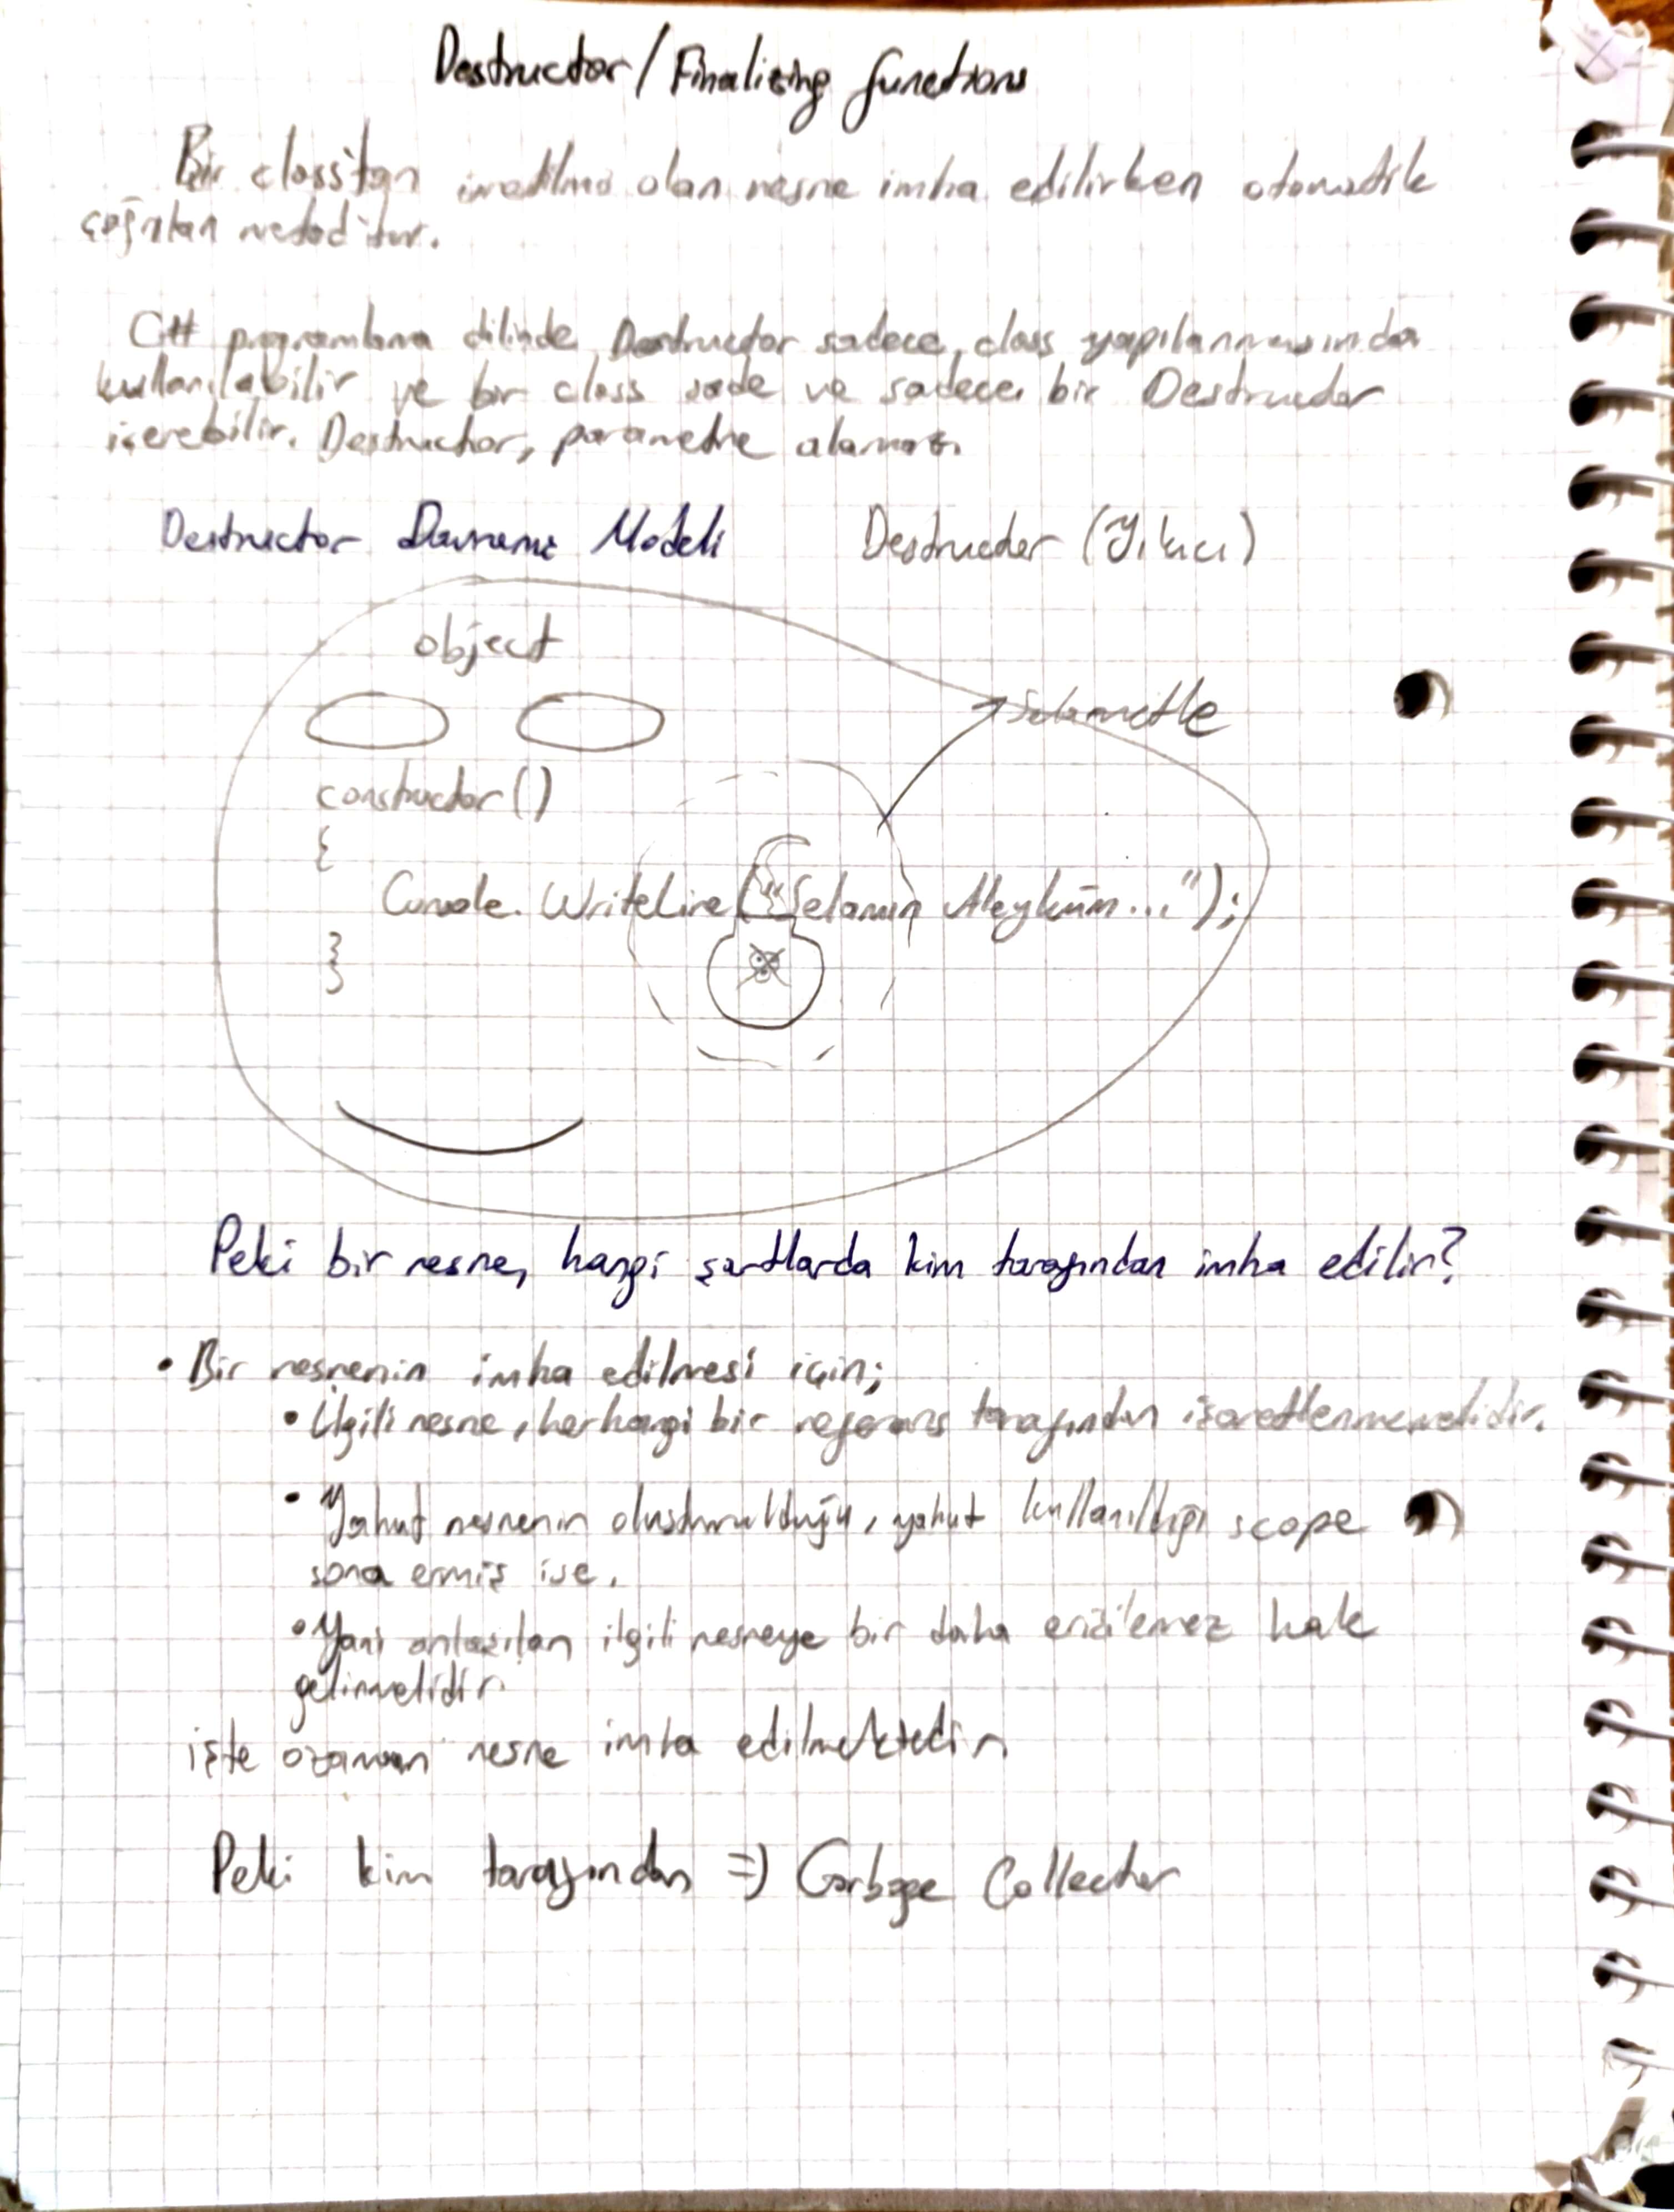 Destructor / Finalizing functions
Bir class'tan üretilmiş olan nesne imha edilirken otomatik
çağrılan metoddur.
C# programlama dilinde, Destructor sadece, class yapılanmasında
kullanılabilir ve bir class sade ve sadece bir Destructor
içerebilir. Destructor, parametre alamaz.
Destructor Davranış Modeli Destructor (Yıkıcı)
object
Selametle
constructor()
{
Console.WriteLine("Selamın Aleyküm...");
}
Peki bir nesne, hangi şartlarda kim tarafından imha edilir?
• Bir nesnenin imha edilmesi için;
• İlgili nesne, herhangi bir referans tarafından işaretlenmemelidir.
• Yahut nesnenin oluşturulduğu, yahut kullanıldığı scope
sona ermiş ise.
• Yani anlaşılan ilgili nesneye bir daha erişilemez hale
gelinmelidir.
işte ozaman nesne imha edilmektedir.
Peki kim tarafından => Garbage Collector